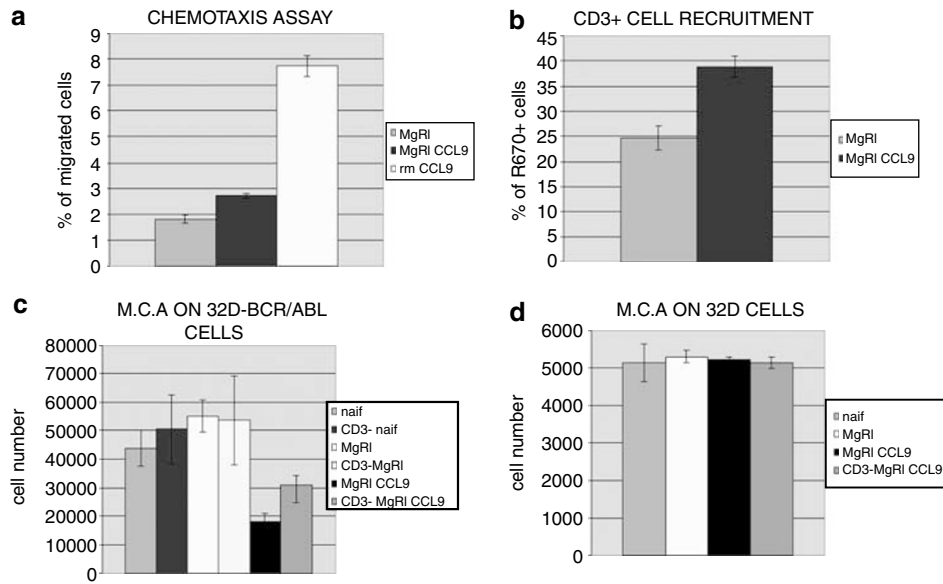 a
CHEMOTAXIS ASSAY
% of migrated cells
9
8
7
6
5
4
3
2
1
0
MgRI
MgRI CCL9
rm CCL9
b
CD3+ CELL RECRUITMENT
% of R670+ cells
45
40
35
30
25
20
15
10
5
0
MgRI
MgRI CCL9
c
M.C.A ON 32D-BCR/ABL
CELLS
cell number
80000
70000
60000
50000
40000
30000
20000
10000
0
naif
CD3- naif
MgRI
CD3-MgRI
MgRI CCL9
CD3- MgRI CCL9
d
M.C.A ON 32D CELLS
cell number
6000
5000
4000
3000
2000
1000
0
naif
MgRI
MgRI CCL9
CD3-MgRI CCL9